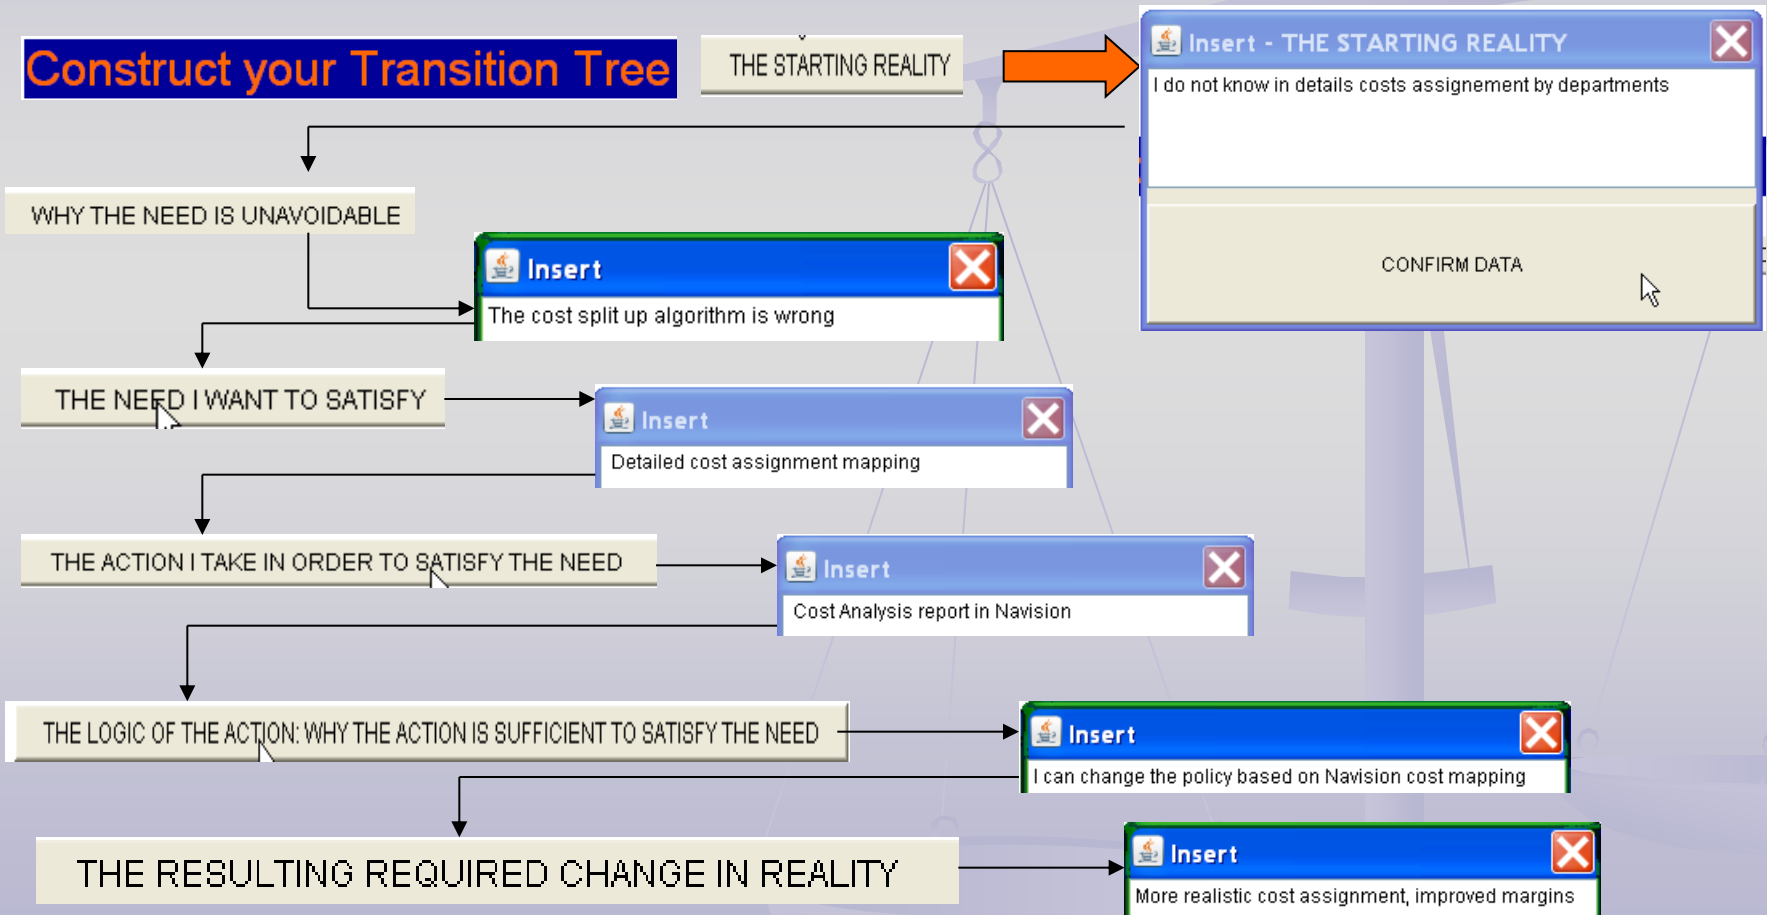 Construct your Transition Tree
THE STARTING REALITY
Insert - THE STARTING REALITY
I do not know in details costs assignement by departments
CONFIRM DATA
WHY THE NEED IS UNAVOIDABLE
Insert
The cost split up algorithm is wrong
THE NEED I WANT TO SATISFY
Insert
Detailed cost assignment mapping
THE ACTION I TAKE IN ORDER TO SATISFY THE NEED
Insert
Cost Analysis report in Navision
THE LOGIC OF THE ACTION: WHY THE ACTION IS SUFFICIENT TO SATISFY THE NEED
Insert
I can change the policy based on Navision cost mapping
THE RESULTING REQUIRED CHANGE IN REALITY
Insert
More realistic cost assignment, improved margins